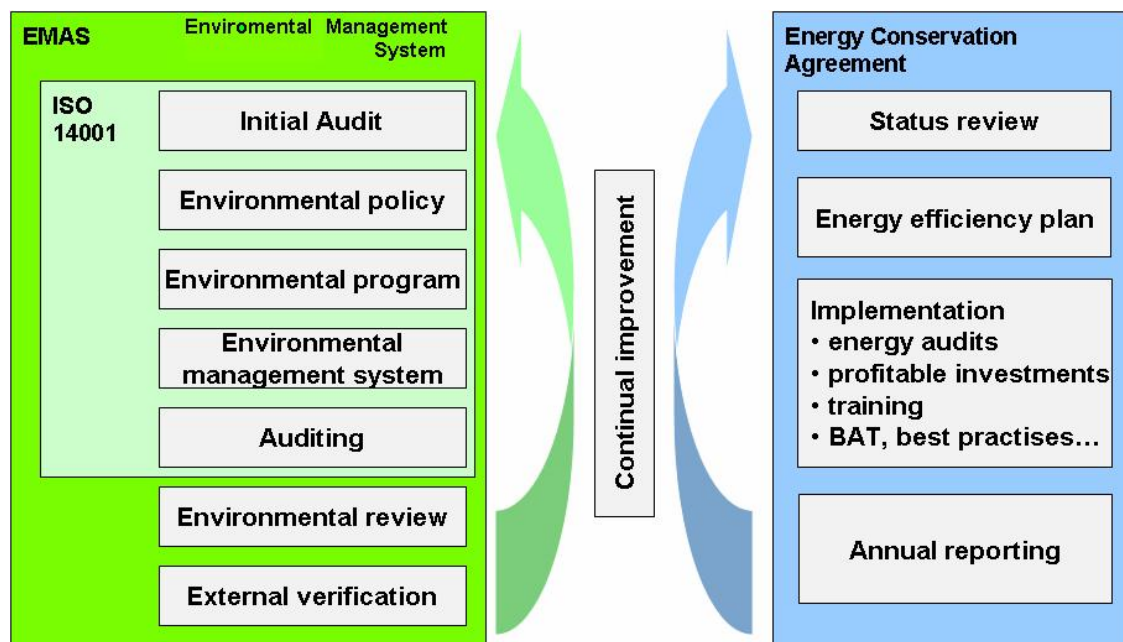 EMAS
Enviromental Management
System
ISO
14001
Initial Audit
Environmental policy
Environmental program
Environmental
management system
Auditing
Environmental review
External verification
Continual improvement
Energy Conservation
Agreement
Status review
Energy efficiency plan
Implementation
• energy audits
• profitable investments
• training
• BAT, best practises...
Annual reporting